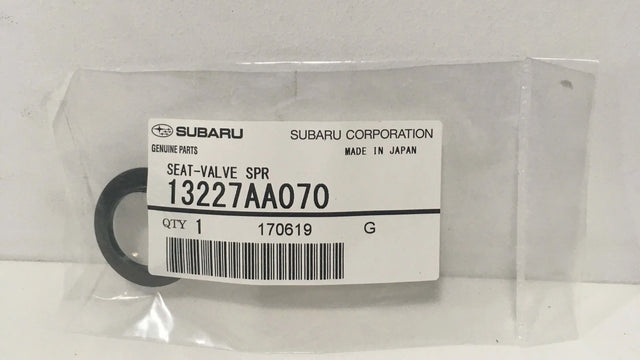 SUBARU SUBARU CORPORATION
GENUINE PARTS MADE IN JAPAN
SEAT-VALVE SPR
13227AA070
QTY 1 170619 G